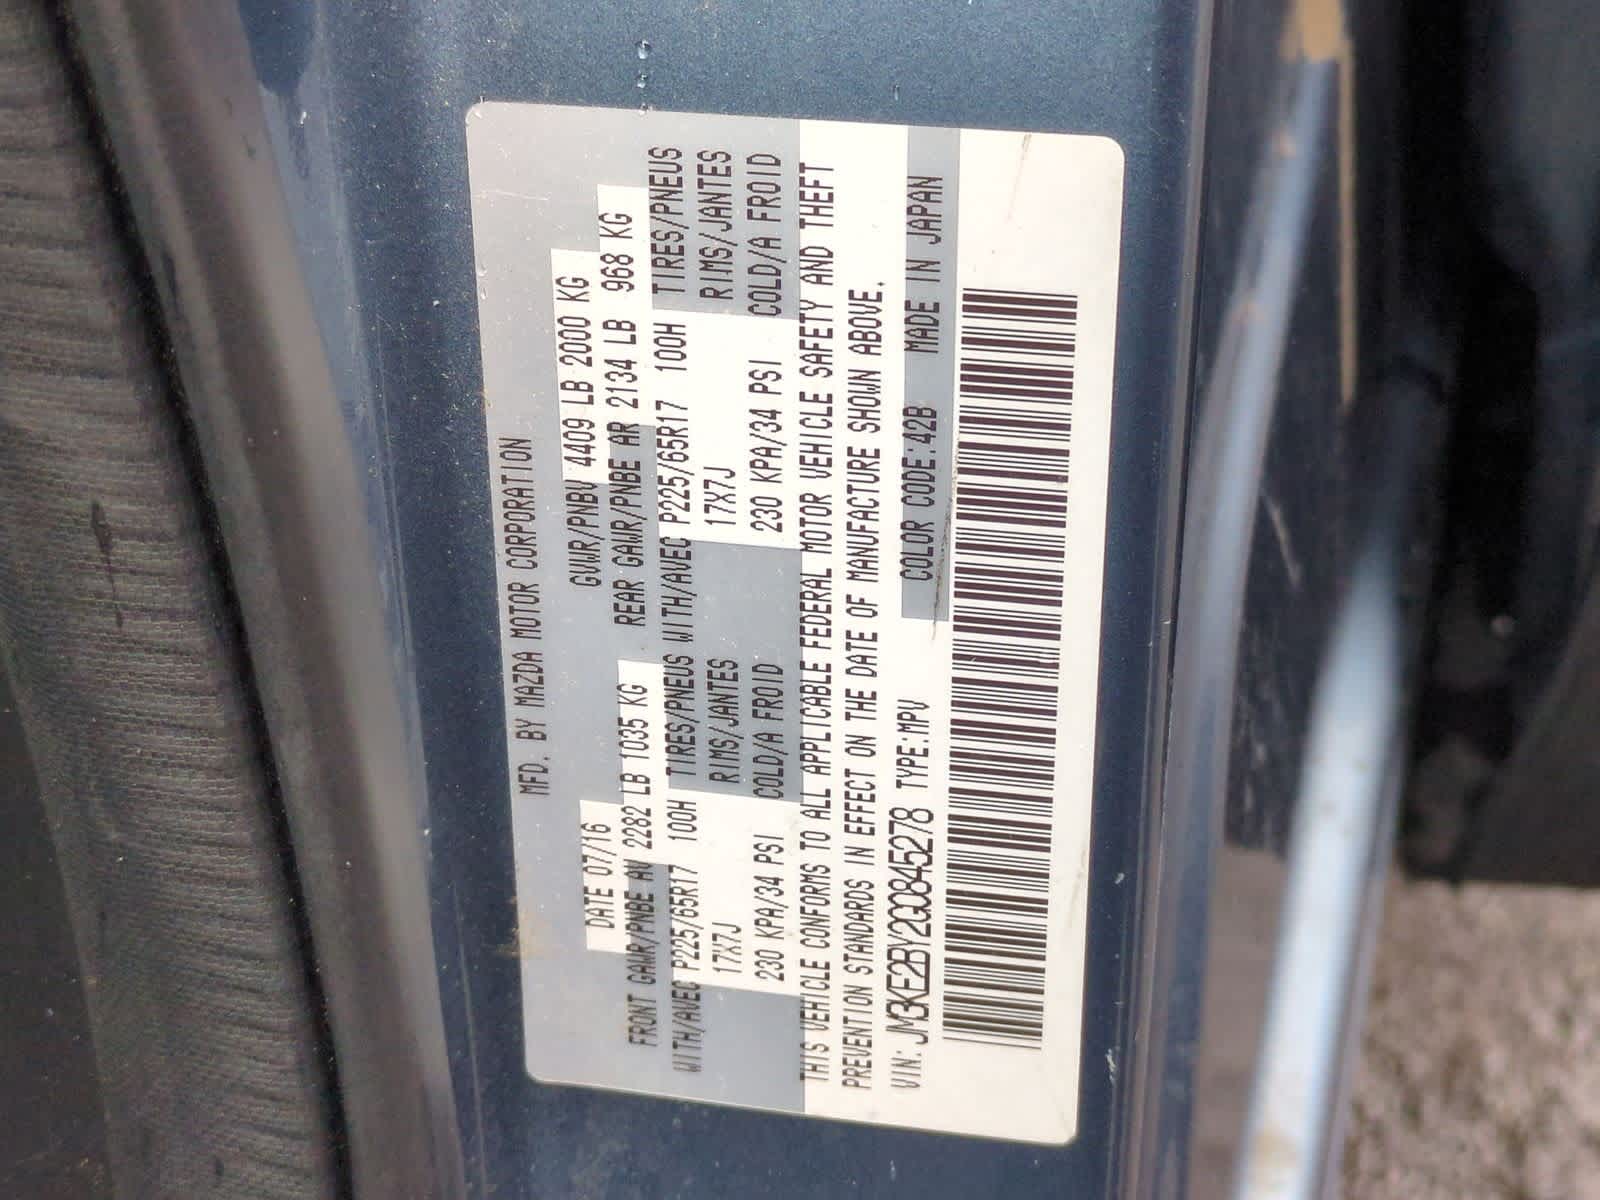 MFD. BY MAZDA MOTOR CORPORATION
DATE 07/16 GVWR/PNBV 4409 LB 2000 KG
FRONT GAWR/PNBE AV 2282 LB 1035 KG REAR GAWR/PNBE AR 2134 LB 968 KG
WITH/AVEC P225/65R17 100H TIRES/PNEUS WITH/AVEC P225/65R17 100H TIRES/PNEUS
17X7J RIMS/JANTES 17X7J RIMS/JANTES
230 KPA/34 PSI COLD/A FROID 230 KPA/34 PSI COLD/A FROID
THIS VEHICLE CONFORMS TO ALL APPLICABLE FEDERAL MOTOR VEHICLE SAFETY AND THEFT
PREVENTION STANDARDS IN EFFECT ON THE DATE OF MANUFACTURE SHOWN ABOVE.
VIN: JM3KE2BY2G0845278 TYPE:MPV COLOR CODE:42B MADE IN JAPAN